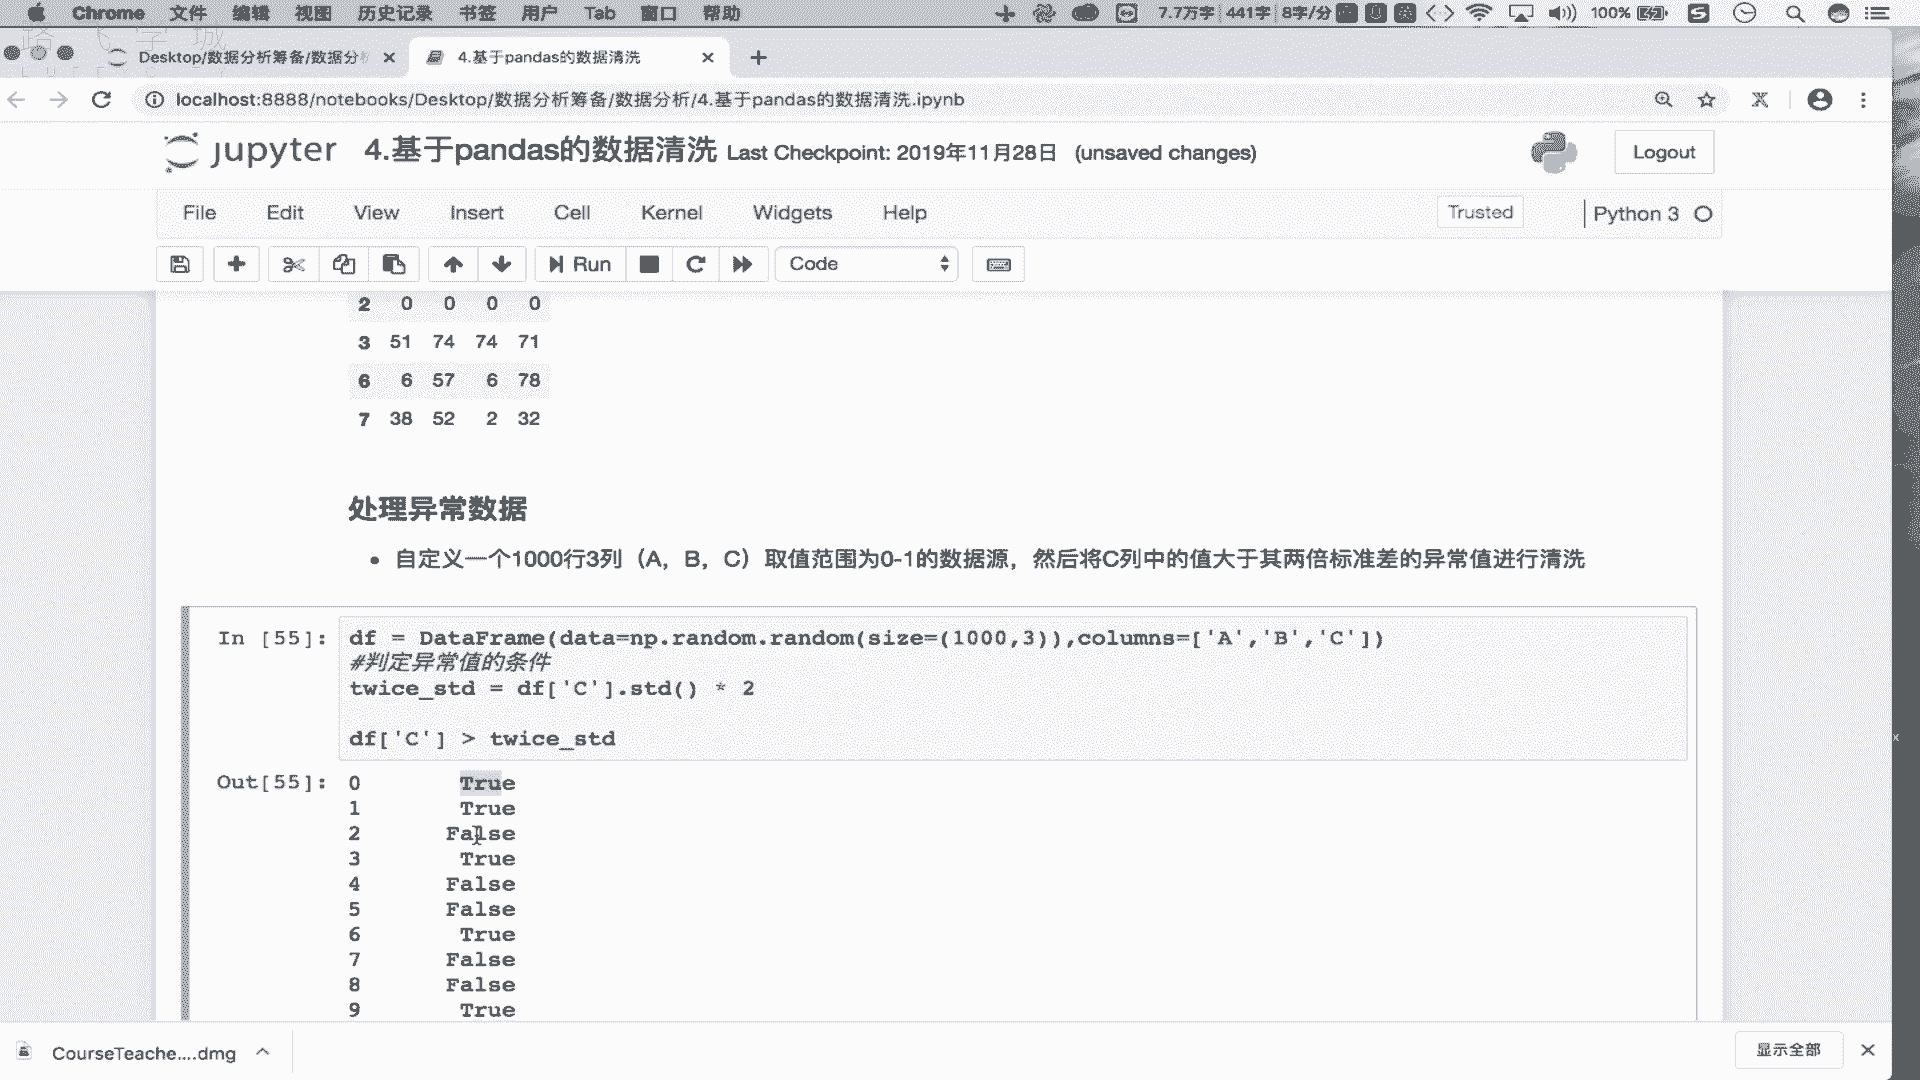 Chrome 文件 编辑 视图 历史记录 书签 用户 Tab 窗口 帮助 7.7万字 441字 8字/分 100%
Desktop/数据分析筹备/数据分析 4.基于pandas的数据清洗
localhost:8888/notebooks/Desktop/数据分析筹备/数据分析/4.基于pandas的数据清洗.ipynb
jupyter 4.基于pandas的数据清洗 Last Checkpoint: 2019年11月28日 (unsaved changes) Logout
File Edit View Insert Cell Kernel Widgets Help Trusted Python 3
Run Code
2 0 0 0 0
3 51 74 74 71
6 6 57 6 78
7 38 52 2 32
处理异常数据
• 自定义一个1000行3列（A，B，C）取值范围为0-1的数据源，然后将C列中的值大于其两倍标准差的异常值进行清洗
In [55]: df = DataFrame(data=np.random.random(size=(1000,3)),columns=['A','B','C'])
#判定异常值的条件
twice_std = df['C'].std() * 2
df['C'] > twice_std
Out[55]: 0 True
1 True
2 False
3 True
4 False
5 False
6 True
7 False
8 False
9 True
CourseTeache....dmg 显示全部